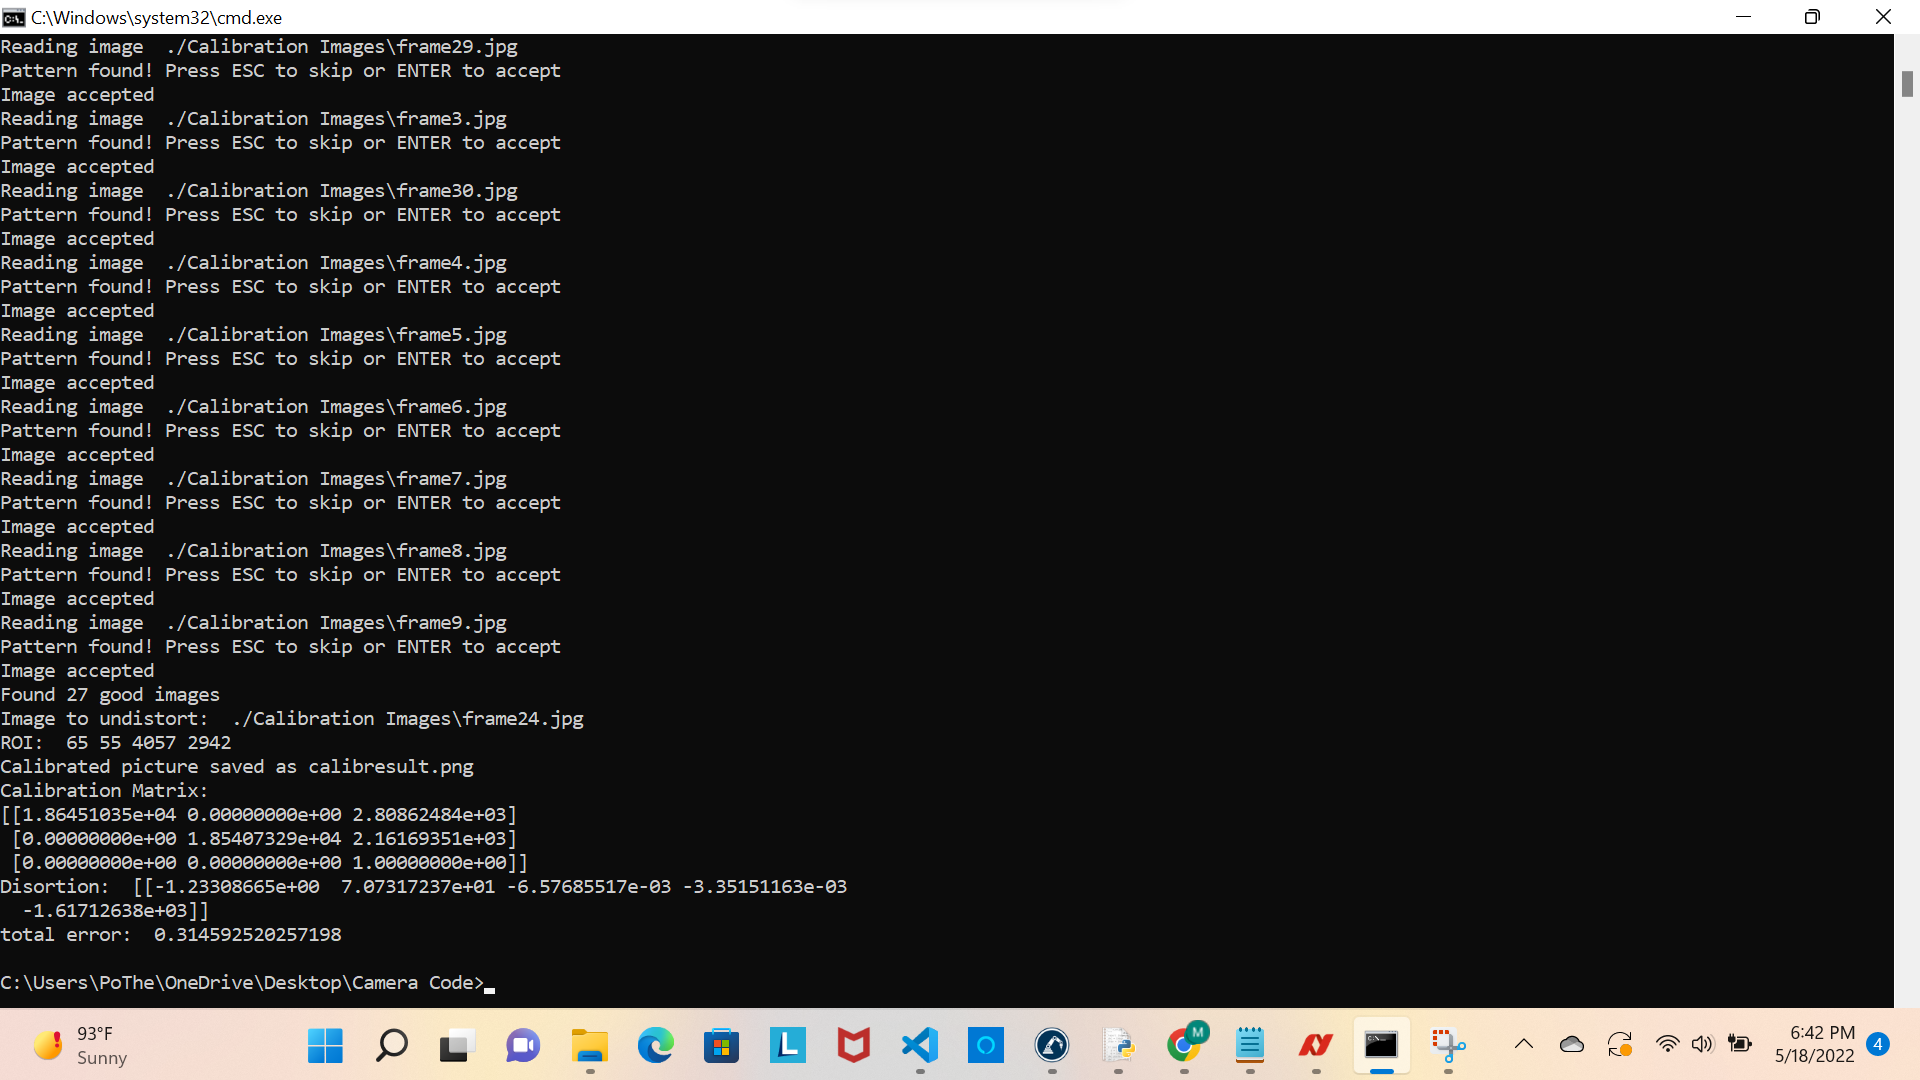 C:\Windows\system32\cmd.exe
Reading image  ./Calibration Images\frame29.jpg
Pattern found! Press ESC to skip or ENTER to accept
Image accepted
Reading image  ./Calibration Images\frame3.jpg
Pattern found! Press ESC to skip or ENTER to accept
Image accepted
Reading image  ./Calibration Images\frame30.jpg
Pattern found! Press ESC to skip or ENTER to accept
Image accepted
Reading image  ./Calibration Images\frame4.jpg
Pattern found! Press ESC to skip or ENTER to accept
Image accepted
Reading image  ./Calibration Images\frame5.jpg
Pattern found! Press ESC to skip or ENTER to accept
Image accepted
Reading image  ./Calibration Images\frame6.jpg
Pattern found! Press ESC to skip or ENTER to accept
Image accepted
Reading image  ./Calibration Images\frame7.jpg
Pattern found! Press ESC to skip or ENTER to accept
Image accepted
Reading image  ./Calibration Images\frame8.jpg
Pattern found! Press ESC to skip or ENTER to accept
Image accepted
Reading image  ./Calibration Images\frame9.jpg
Pattern found! Press ESC to skip or ENTER to accept
Image accepted
Found 27 good images
Image to undistort:  ./Calibration Images\frame24.jpg
ROI:  65 55 4057 2942
Calibrated picture saved as calibresult.png
Calibration Matrix:
[[1.86451035e+04 0.00000000e+00 2.80862484e+03]
 [0.00000000e+00 1.85407329e+04 2.16169351e+03]
 [0.00000000e+00 0.00000000e+00 1.00000000e+00]]
Disortion:  [[-1.23308665e+00  7.07317237e+01 -6.57685517e-03 -3.35151163e-03
  -1.61712638e+03]]
total error:  0.314592520257198
C:\Users\PoThe\OneDrive\Desktop\Camera Code>
93°F
Sunny
L
M
6:42 PM
5/18/2022
4